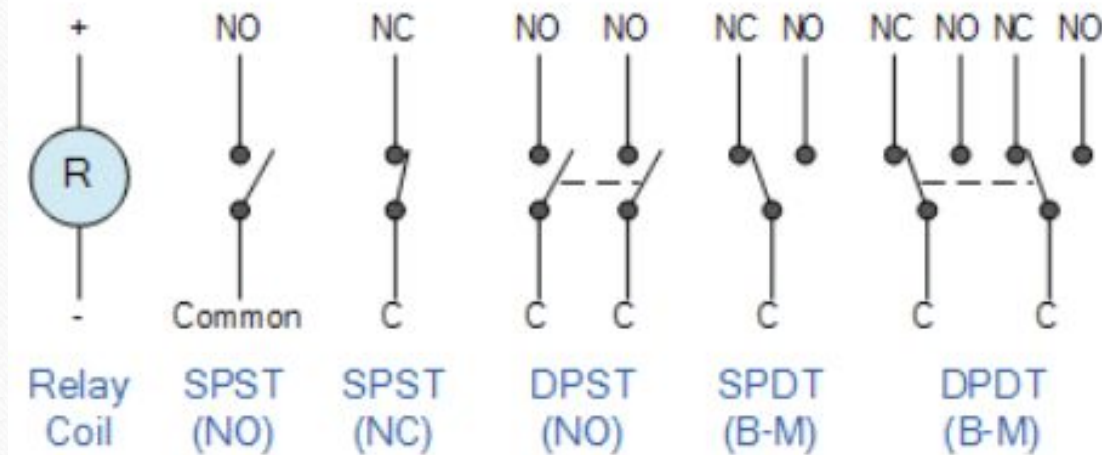 + NO NC NO NO NC NO NC NO NC NO
R
- Common C C C C C C
Relay SPST SPST DPST SPDT DPDT
Coil (NO) (NC) (NO) (B-M) (B-M)